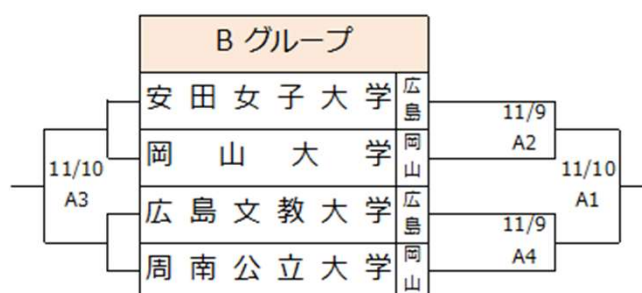 B グループ
安田女子大学 広島
岡山大学 岡山
広島文教大学 広島
周南公立大学 岡山
11/10
A3
11/9
A2
11/9
A4
11/10
A1